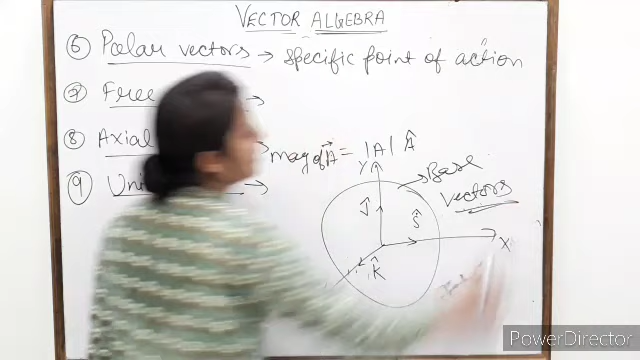 VECTOR ALGEBRA
⑥ Polar vectors → specific point of action
⑦ Free →
⑧ Axial →
mag of A⃗ = |A| Â
⑨ Uni →
Y
Base
vectors
Ĵ
ŝ
X
K̂
PowerDirector